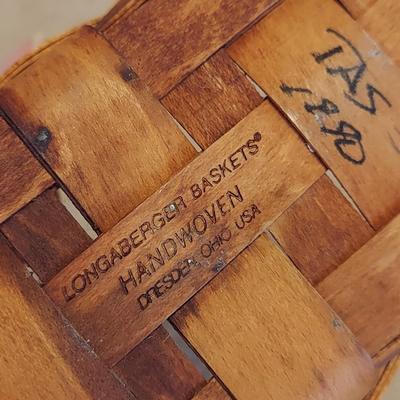 LONGABERGER BASKETS®
HANDWOVEN
DRESDEN, OHIO USA
TAS
1990